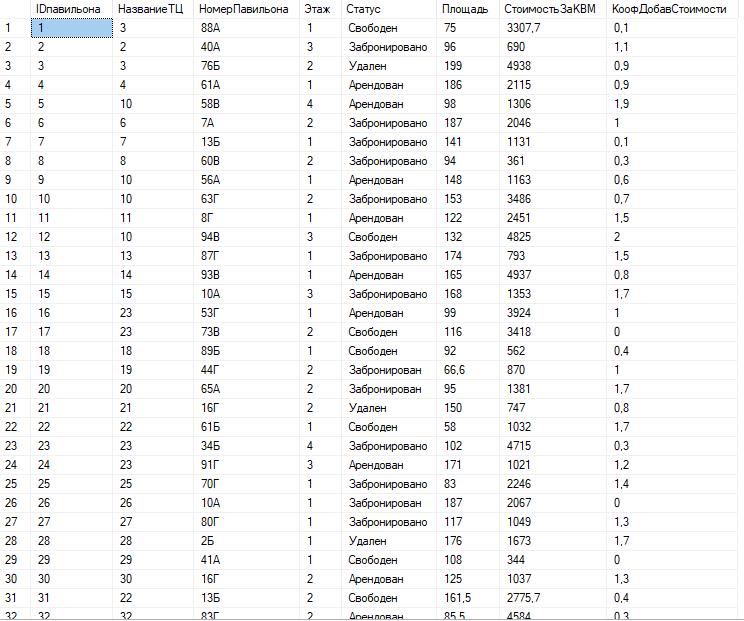 IDпавильона НазваниеТЦ НомерПавильона Этаж Статус Площадь СтоимостьЗаКВМ КоофДобавСтоимости
1 1 3 88А 1 Свободен 75 3307,7 0,1
2 2 2 40А 3 Забронировано 96 690 1,1
3 3 3 76Б 2 Удален 199 4938 0,9
4 4 4 61А 1 Арендован 186 2115 0,9
5 5 10 58В 4 Арендован 98 1306 1,9
6 6 6 7А 2 Забронировано 187 2046 1
7 7 7 13Б 1 Забронировано 141 1131 0,1
8 8 8 60В 2 Забронировано 94 361 0,3
9 9 10 56А 1 Арендован 148 1163 0,6
10 10 10 63Г 2 Забронировано 153 3486 0,7
11 11 11 8Г 1 Арендован 122 2451 1,5
12 12 10 94В 3 Свободен 132 4825 2
13 13 13 87Г 1 Забронировано 174 793 1,5
14 14 14 93В 1 Арендован 165 4937 0,8
15 15 15 10А 3 Забронировано 168 1353 1,7
16 16 23 53Г 1 Арендован 99 3924 1
17 17 23 73В 2 Свободен 116 3418 0
18 18 18 89Б 1 Свободен 92 562 0,4
19 19 19 44Г 2 Забронирован 66,6 870 1
20 20 20 65А 2 Забронировано 95 1381 1,7
21 21 21 16Г 2 Удален 150 747 0,8
22 22 22 61Б 1 Свободен 58 1032 1,7
23 23 23 34Б 4 Забронировано 102 4715 0,3
24 24 23 91Г 3 Арендован 171 1021 1,2
25 25 25 70Г 1 Забронировано 83 2246 1,4
26 26 26 10А 1 Забронирован 187 2067 0
27 27 27 80Г 1 Забронировано 117 1049 1,3
28 28 28 2Б 1 Удален 176 1673 1,7
29 29 29 41А 1 Свободен 108 344 0
30 30 30 16Г 2 Арендован 125 1037 1,3
31 31 22 13Б 2 Свободен 161,5 2775,7 0,4
32 32 32 83Г 2 Арендован 85,5 4584 0,3